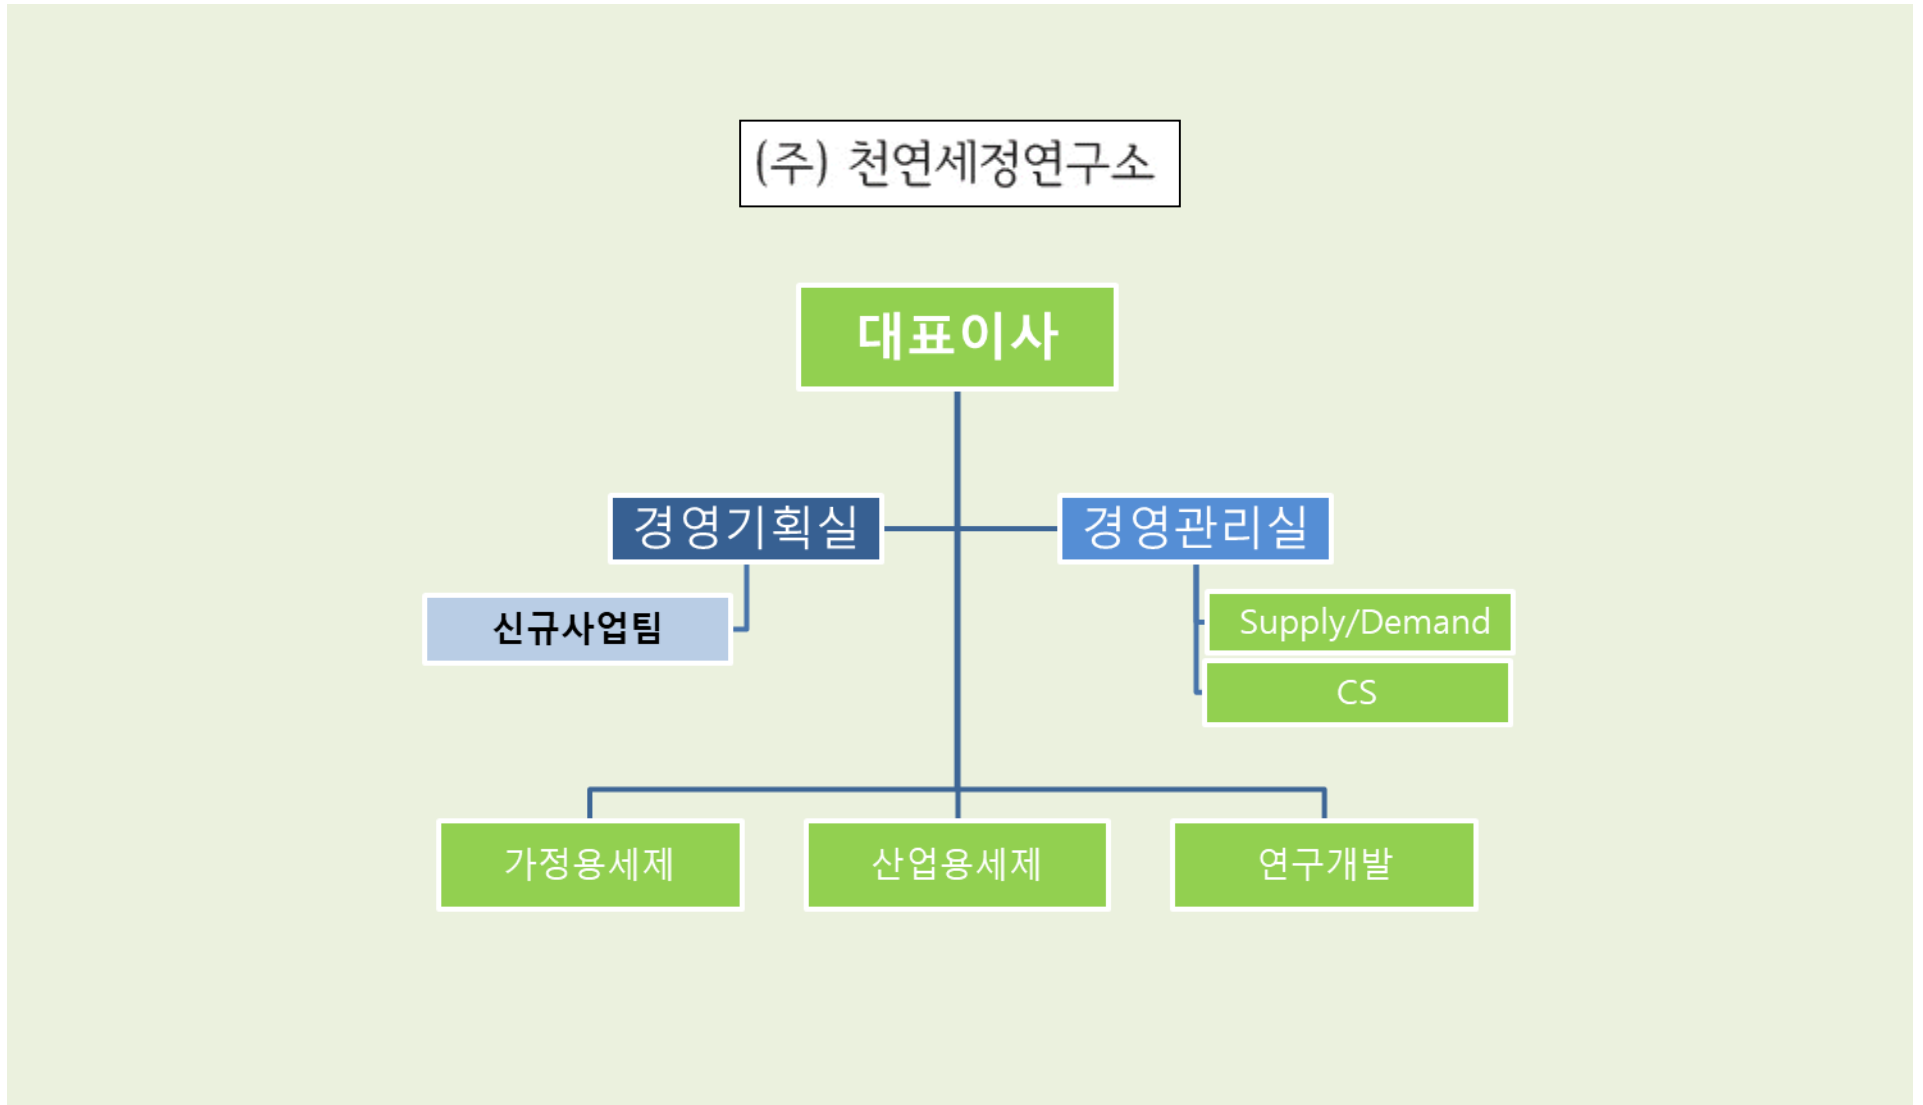 (주) 천연세정연구소
대표이사
경영기획실
경영관리실
신규사업팀
Supply/Demand
CS
가정용세제
산업용세제
연구개발